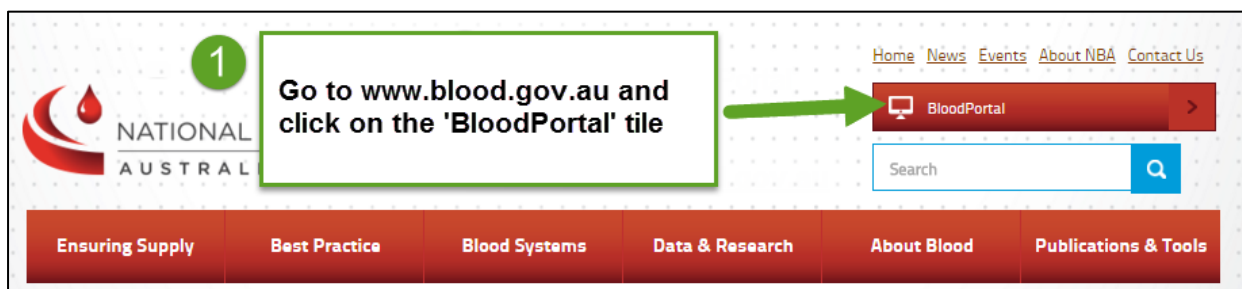 1
Go to www.blood.gov.au and
click on the 'BloodPortal' tile
Home News Events About NBA Contact Us
BloodPortal
Search
NATIONAL
AUSTRAL
Ensuring Supply Best Practice Blood Systems Data & Research About Blood Publications & Tools